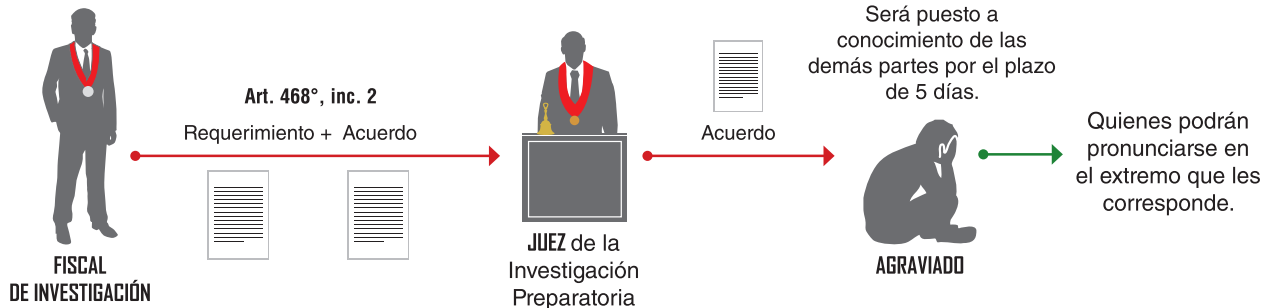 FISCAL
DE INVESTIGACIÓN
Art. 468°, inc. 2
Requerimiento + Acuerdo
JUEZ de la
Investigación
Preparatoria
Acuerdo
Será puesto a
conocimiento de las
demás partes por el plazo
de 5 días.
AGRAVIADO
Quienes podrán
pronunciarse en
el extremo que les
corresponde.